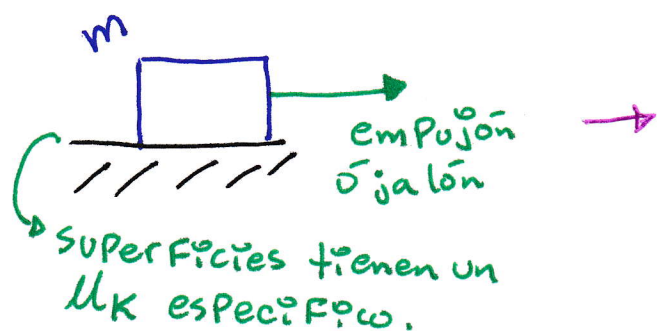 m
empujón
ó jalón
superficies tienen un
μk especifico.